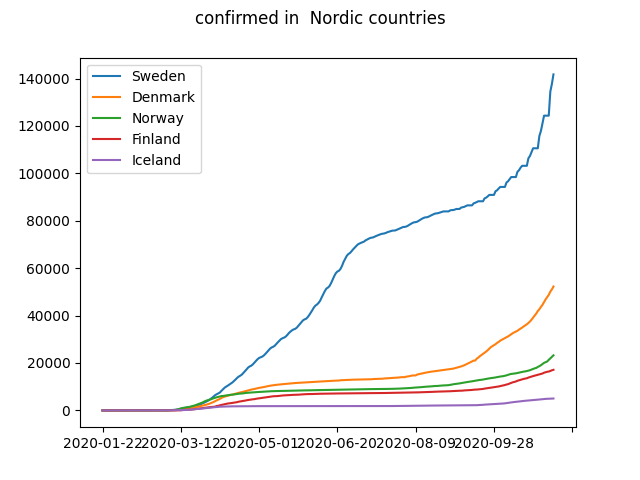 confirmed in  Nordic countries
140000
120000
100000
80000
60000
40000
20000
0
Sweden
Denmark
Norway
Finland
Iceland
2020-01-22 2020-03-12 2020-05-01 2020-06-20 2020-08-09 2020-09-28